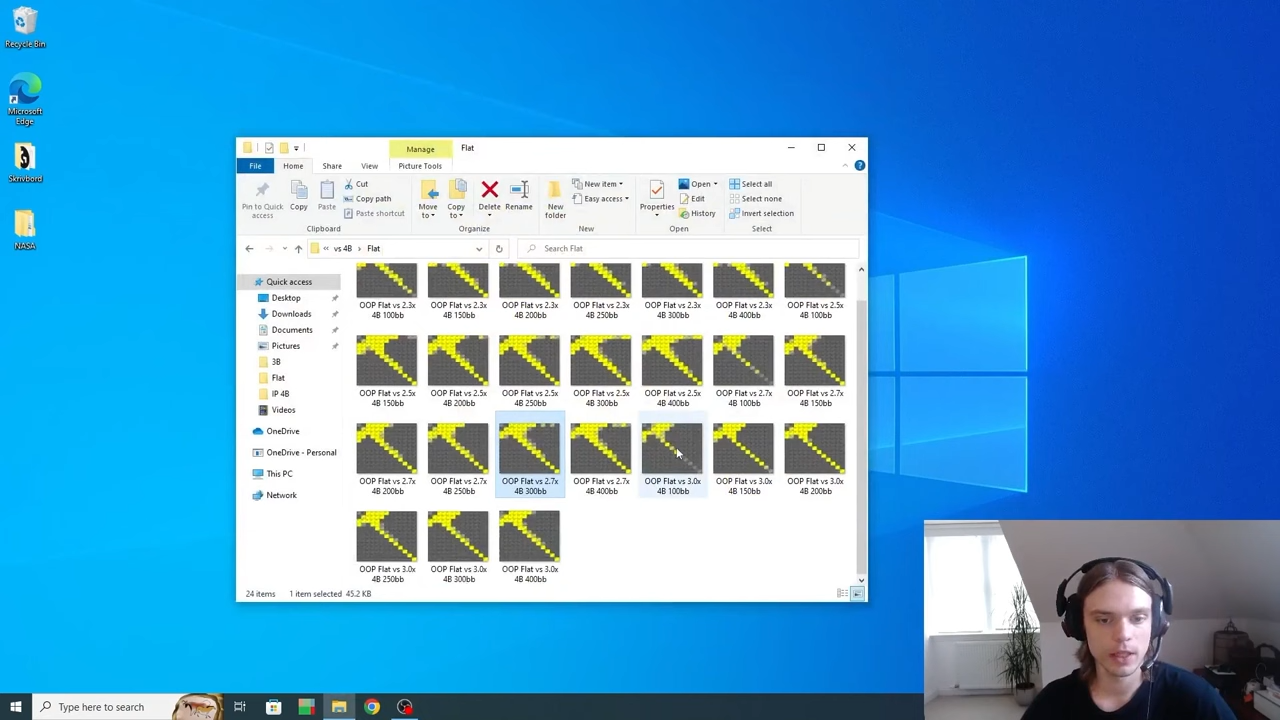 Recycle Bin
Microsoft
Edge
Skrivbord
NASA
Manage
Flat
File
Home
Share
View
Picture Tools
Pin to Quick
access
Copy
Paste
Cut
Copy path
Paste shortcut
Clipboard
Move
to
Copy
to
Delete
Rename
Organize
New
folder
New item
Easy access
New
Properties
Open
Edit
History
Open
Select all
Select none
Invert selection
Select
« vs 4B > Flat
Search Flat
Quick access
Desktop
Downloads
Documents
Pictures
3B
Flat
IP 4B
Videos
OneDrive
OneDrive - Personal
This PC
Network
OOP Flat vs 2.3x
4B 100bb
OOP Flat vs 2.3x
4B 150bb
OOP Flat vs 2.3x
4B 200bb
OOP Flat vs 2.3x
4B 250bb
OOP Flat vs 2.3x
4B 300bb
OOP Flat vs 2.3x
4B 400bb
OOP Flat vs 2.5x
4B 100bb
OOP Flat vs 2.5x
4B 150bb
OOP Flat vs 2.5x
4B 200bb
OOP Flat vs 2.5x
4B 250bb
OOP Flat vs 2.5x
4B 300bb
OOP Flat vs 2.5x
4B 400bb
OOP Flat vs 2.7x
4B 100bb
OOP Flat vs 2.7x
4B 150bb
OOP Flat vs 2.7x
4B 200bb
OOP Flat vs 2.7x
4B 250bb
OOP Flat vs 2.7x
4B 300bb
OOP Flat vs 2.7x
4B 400bb
OOP Flat vs 3.0x
4B 100bb
OOP Flat vs 3.0x
4B 150bb
OOP Flat vs 3.0x
4B 200bb
OOP Flat vs 3.0x
4B 250bb
OOP Flat vs 3.0x
4B 300bb
OOP Flat vs 3.0x
4B 400bb
24 items
1 item selected 45.2 KB
Type here to search